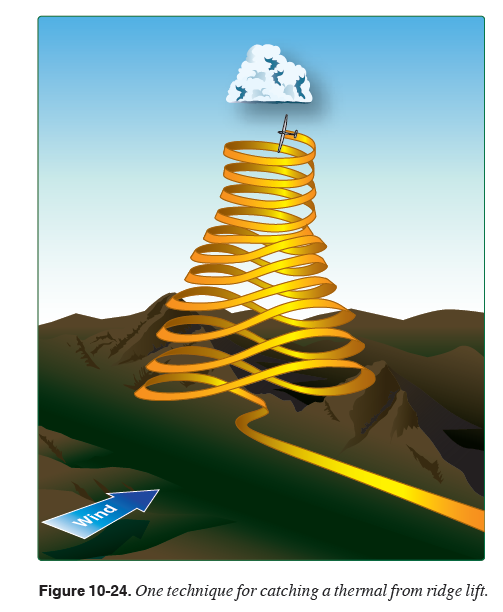 Wind
Figure 10-24. One technique for catching a thermal from ridge lift.